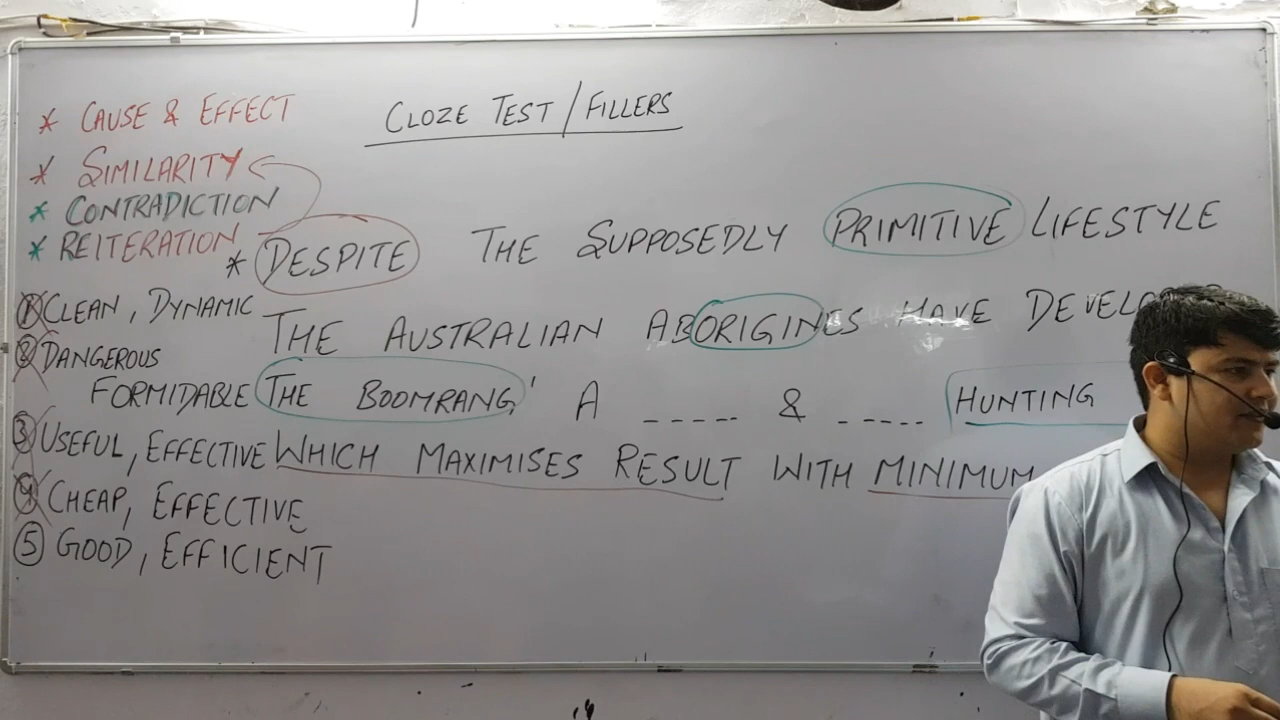 * CAUSE & EFFECT
* SIMILARITY
* CONTRADICTION
* REITERATION
CLOZE TEST / FILLERS
* DESPITE THE SUPPOSEDLY PRIMITIVE LIFESTYLE
THE AUSTRALIAN ABORIGINES HAVE
THE BOOMRANG, A ----- & ----- HUNTING
WHICH MAXIMISES RESULT WITH MINIMUM
1 CLEAN, DYNAMIC
2 DANGEROUS
FORMIDABLE
3 USEFUL, EFFECTIVE
4 CHEAP, EFFECTIVE
5 GOOD, EFFICIENT